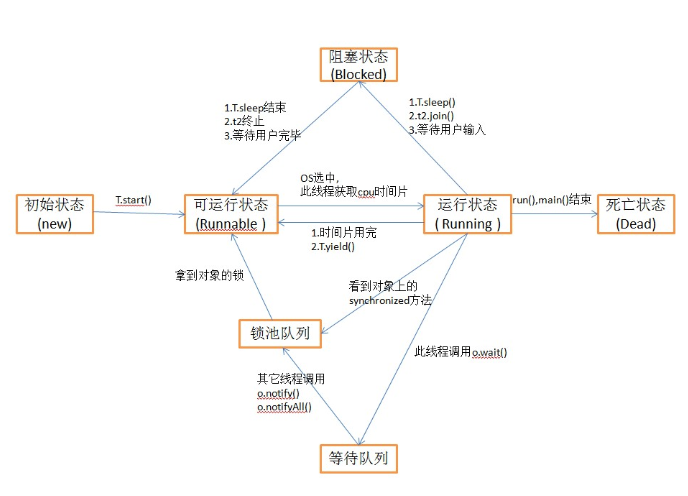 阻塞状态
(Blocked)
1.T.sleep结束
2.t2终止
3.等待用户完毕
1.T.sleep()
2.t2.join()
3.等待用户输入
OS选中,
此线程获取cpu时间片
初始状态
(new)
T.start()
可运行状态
(Runnable )
运行状态
( Running )
run(),main()结束
死亡状态
(Dead)
1.时间片用完
2.T.yield()
拿到对象的锁
看到对象上的
synchronized方法
锁池队列
此线程调用o.wait()
其它线程调用
o.notify()
o.notifyAll()
等待队列